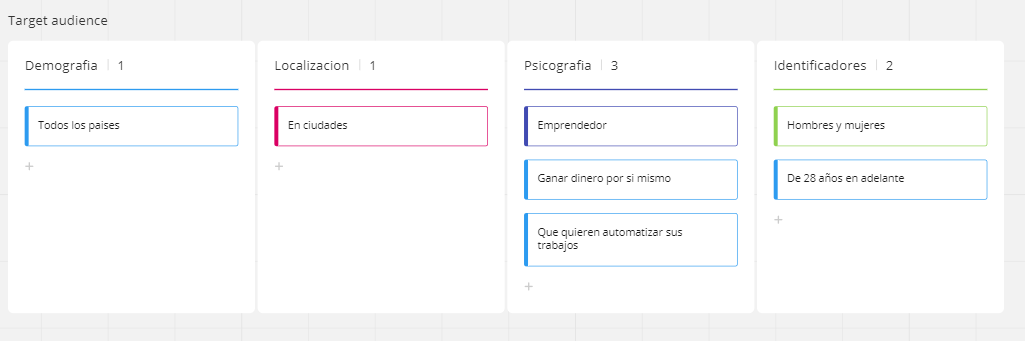 Target audience
Demografia | 1
Todos los paises
+
Localizacion | 1
En ciudades
+
Psicografia | 3
Emprendedor
Ganar dinero por si mismo
Que quieren automatizar sus
trabajos
+
Identificadores | 2
Hombres y mujeres
De 28 años en adelante
+